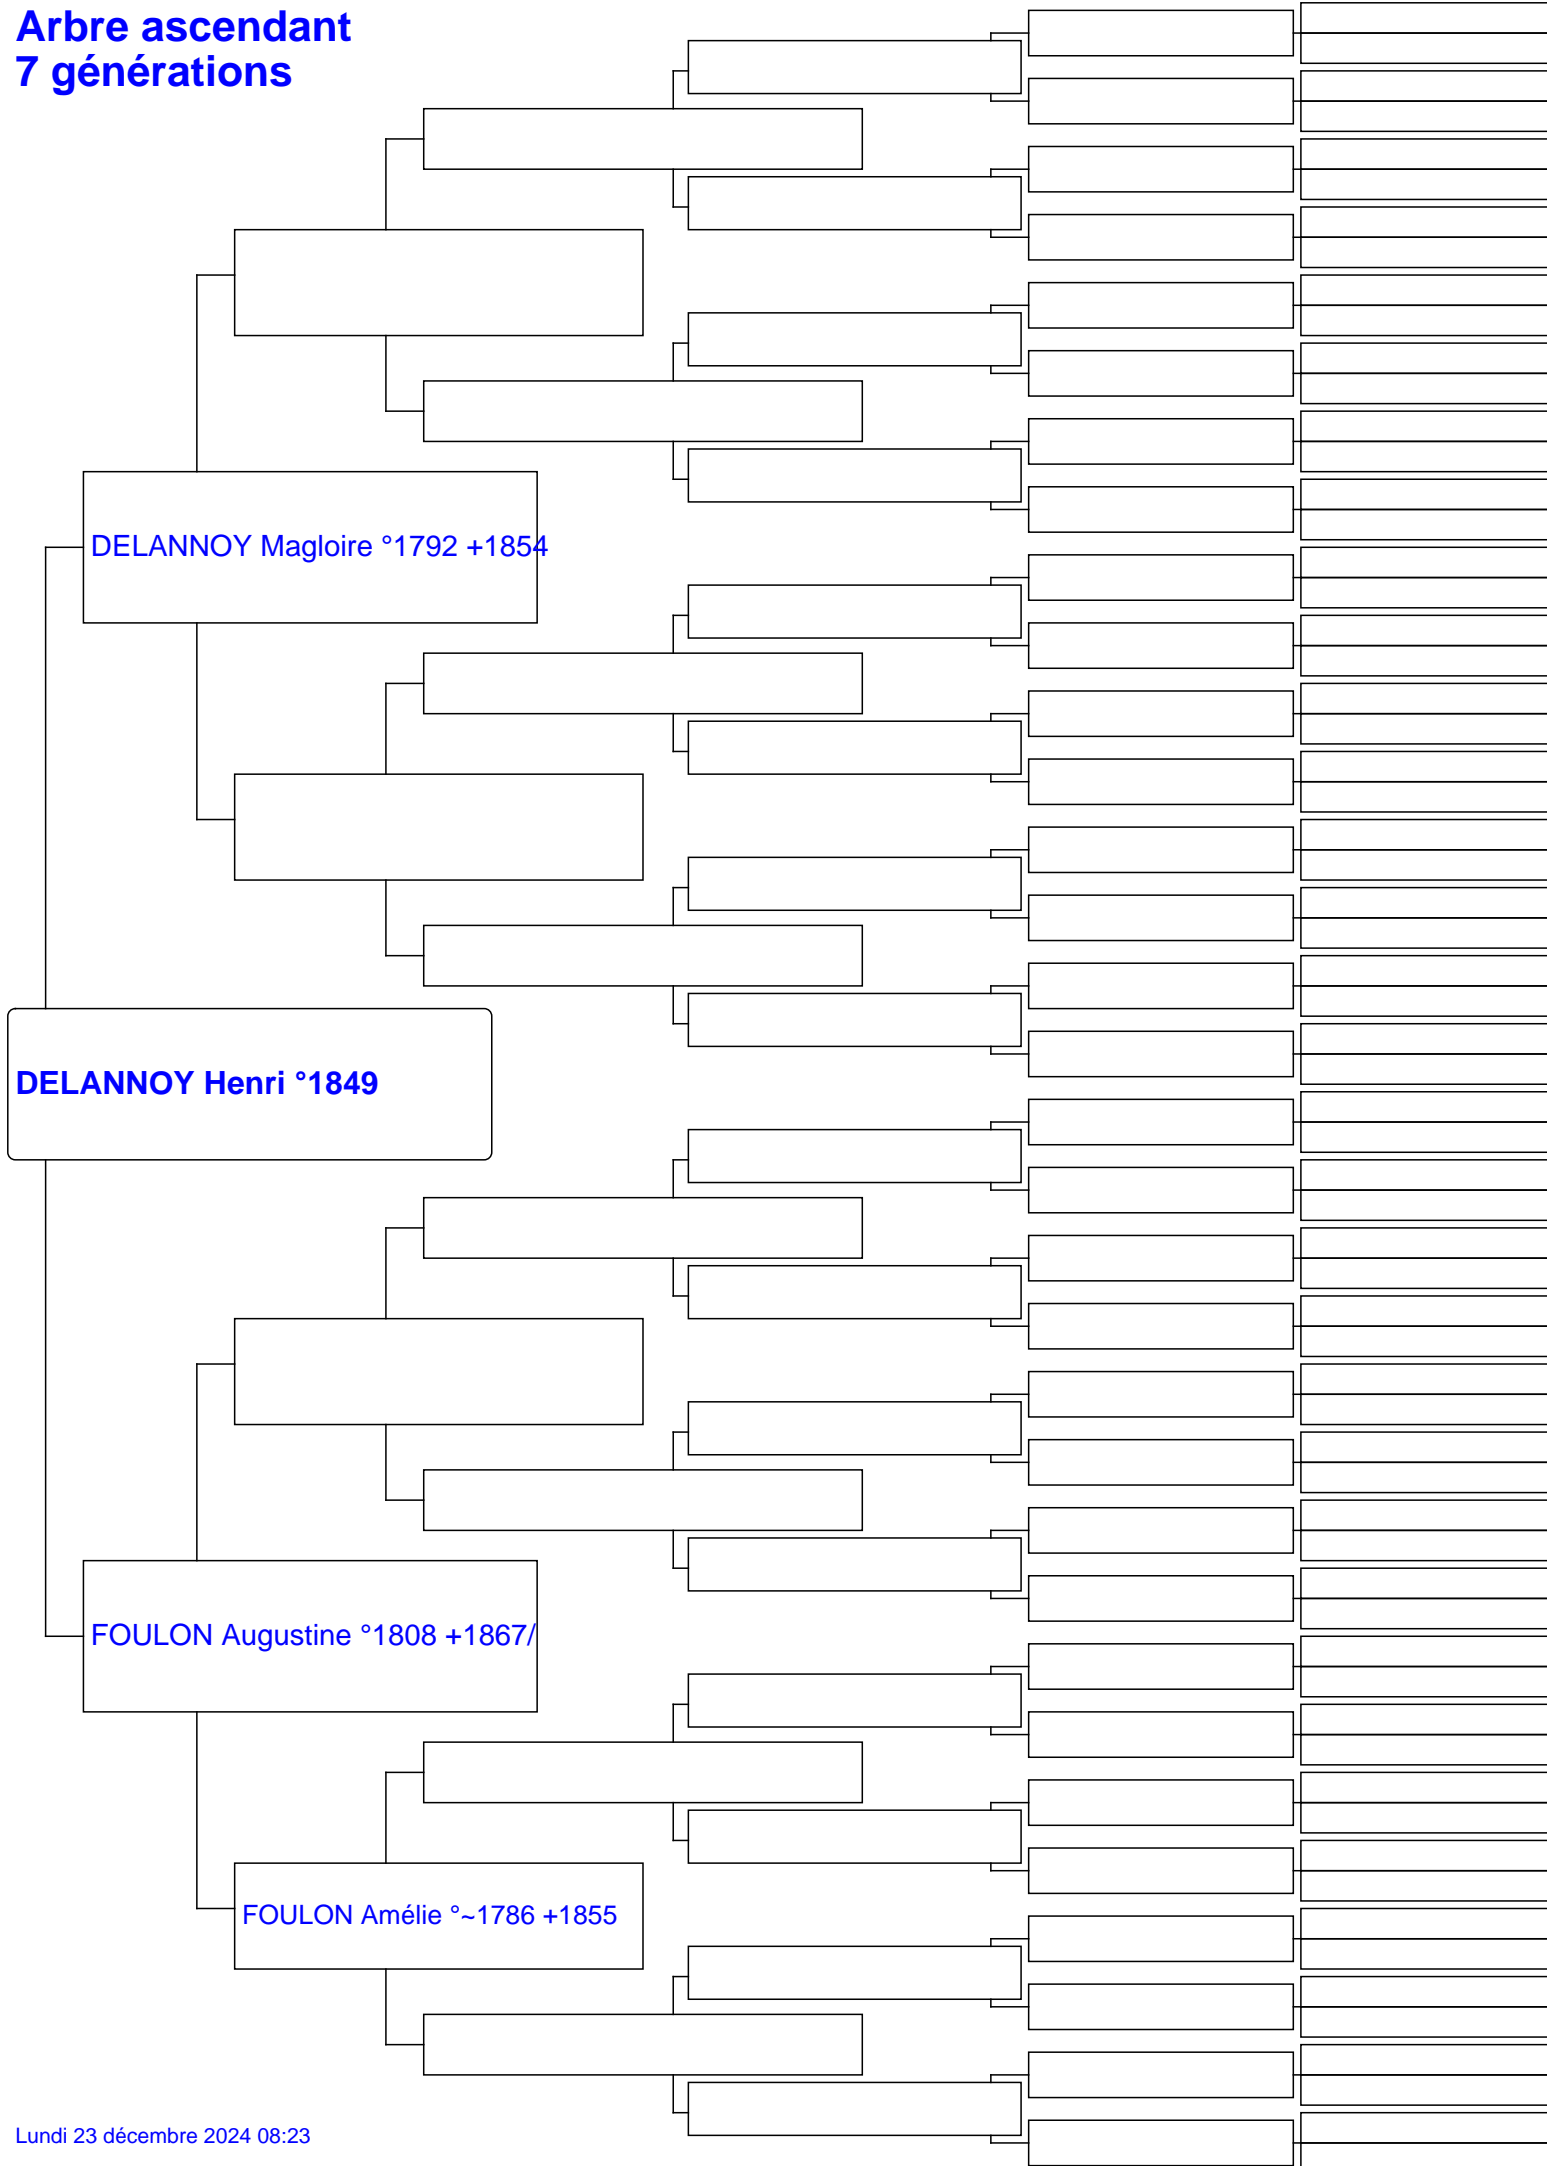 Arbre ascendant
7 générations
DELANNOY Magloire °1792 +1854
DELANNOY Henri °1849
FOULON Augustine °1808 +1867/
FOULON Amélie °~1786 +1855
Lundi 23 décembre 2024 08:23